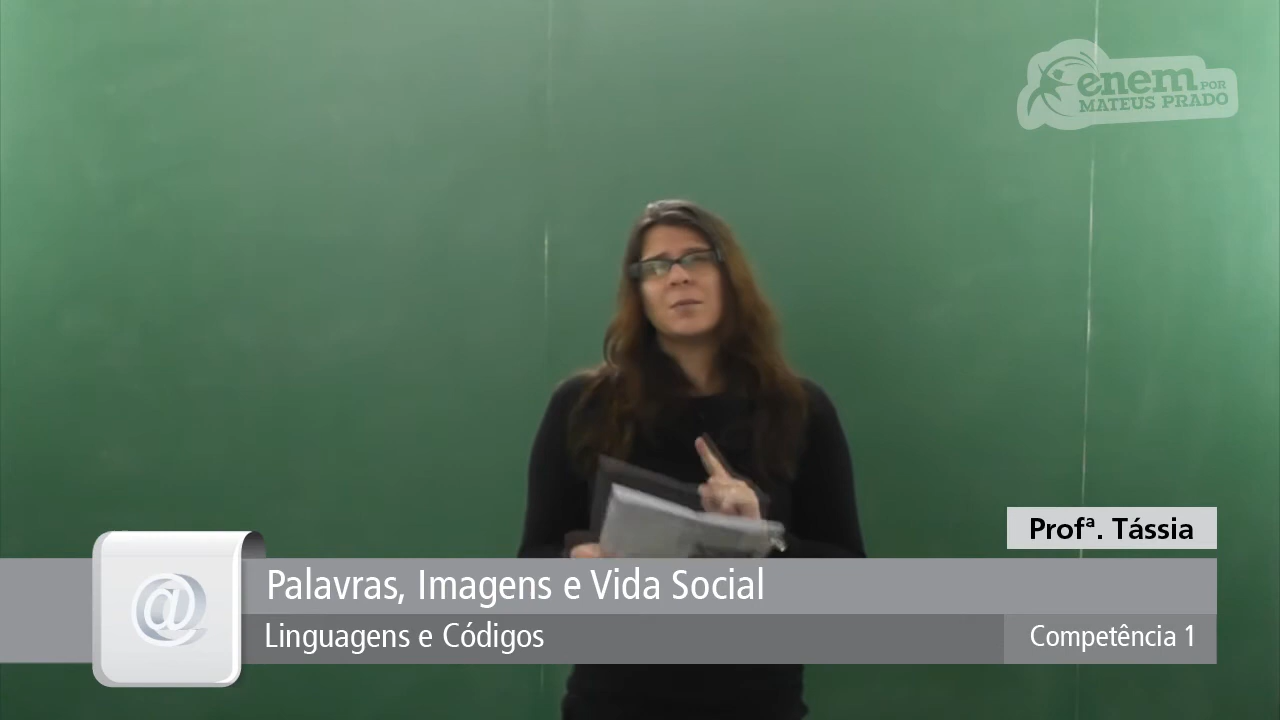 enem POR
MATEUS PRADO
Profª. Tássia
@
Palavras, Imagens e Vida Social
Linguagens e Códigos
Competência 1